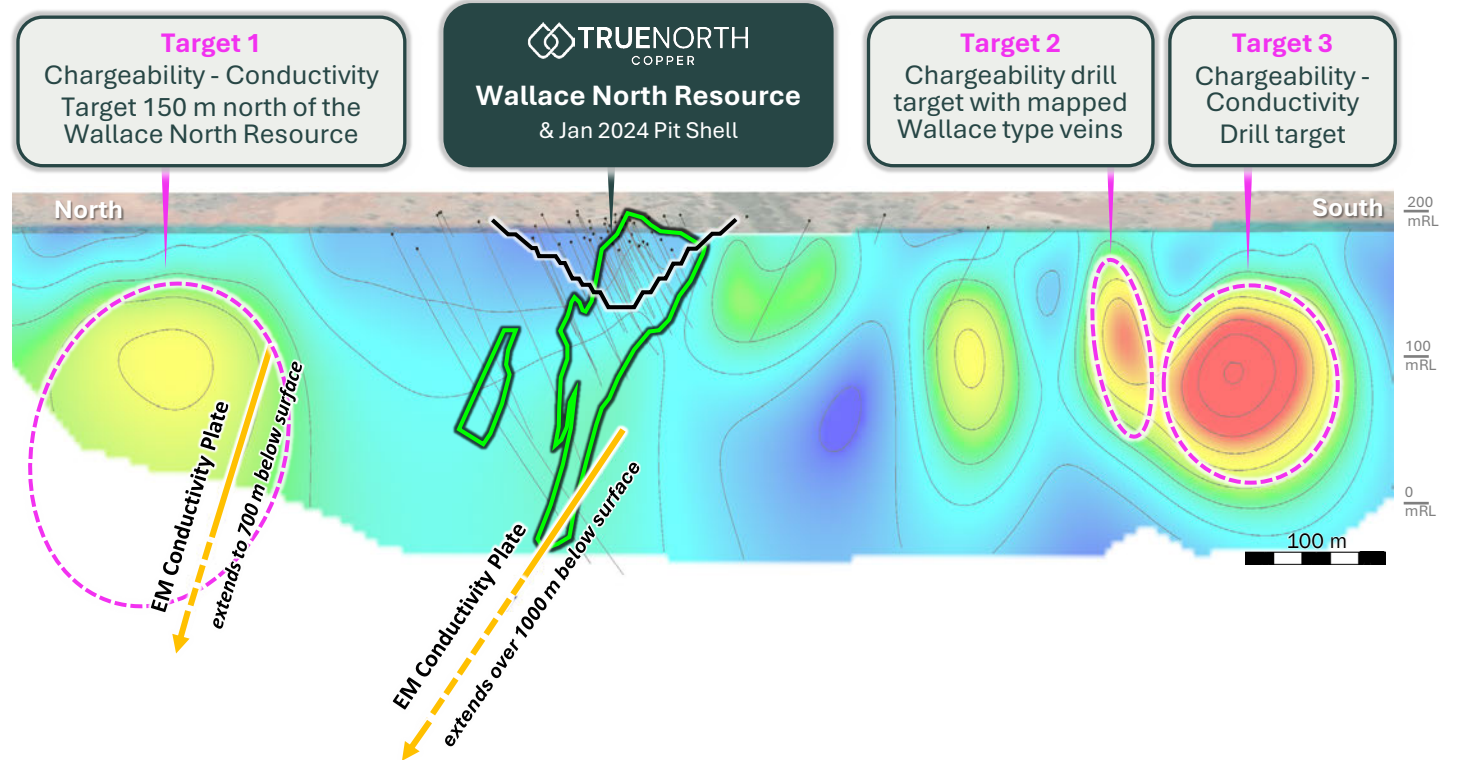 Target 1
Chargeability - Conductivity
Target 150 m north of the
Wallace North Resource
TRUENORTH
COPPER
Wallace North Resource
& Jan 2024 Pit Shell
Target 2
Chargeability drill
target with mapped
Wallace type veins
Target 3
Chargeability -
Conductivity
Drill target
North
South
200
mRL
100
mRL
0
mRL
100 m
EM Conductivity Plate
extends to 700 m below surface
EM Conductivity Plate
extends over 1000 m below surface